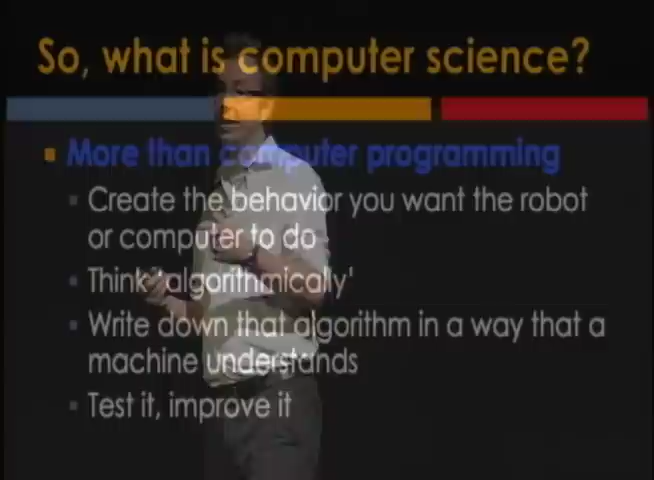 So, what is computer science?
More than computer programming
Create the behavior you want the robot
or computer to do
Think 'algorithmically'
Write down that algorithm in a way that a
machine understands
Test it, improve it